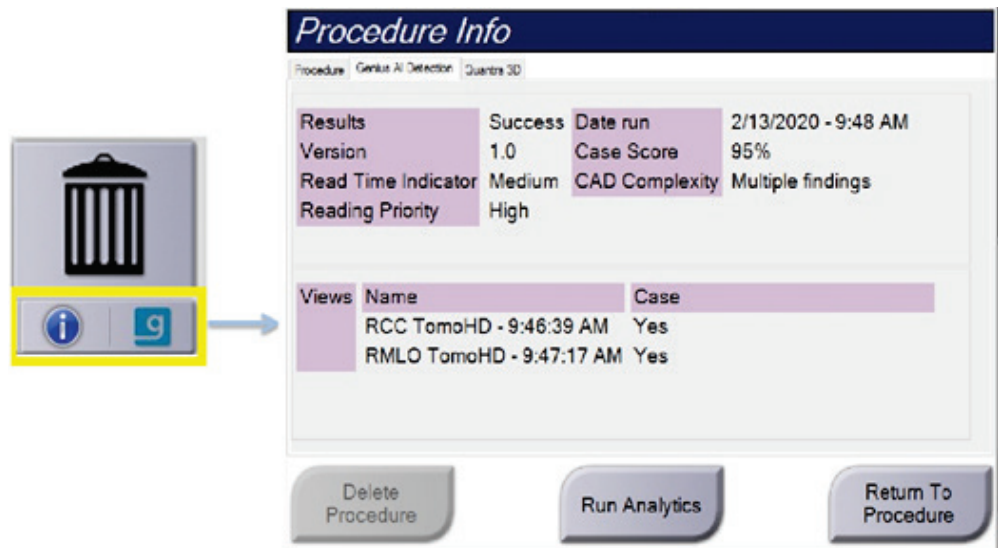 Procedure Info
Procedure Genius AI Detection Quantra 3D
Results Success Date run 2/13/2020 - 9:48 AM
Version 1.0 Case Score 95%
Read Time Indicator Medium CAD Complexity Multiple findings
Reading Priority High
Views Name Case
RCC TomoHD - 9:46:39 AM Yes
RMLO TomoHD - 9:47:17 AM Yes
i g
Delete
Procedure
Run Analytics
Return To
Procedure